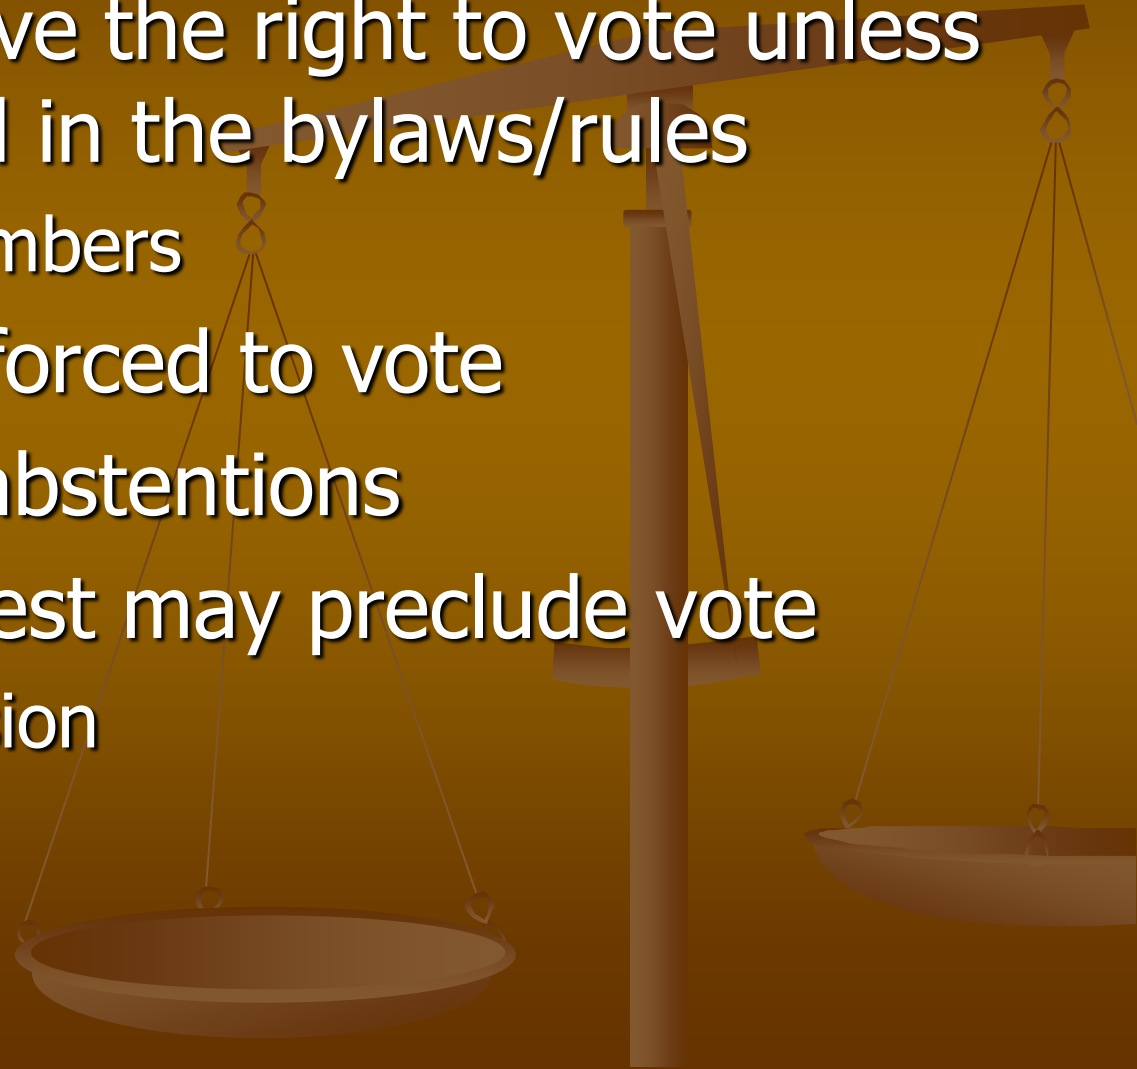 ve the right to vote unless
in the bylaws/rules
mbers
forced to vote
abstentions
est may preclude vote
ion